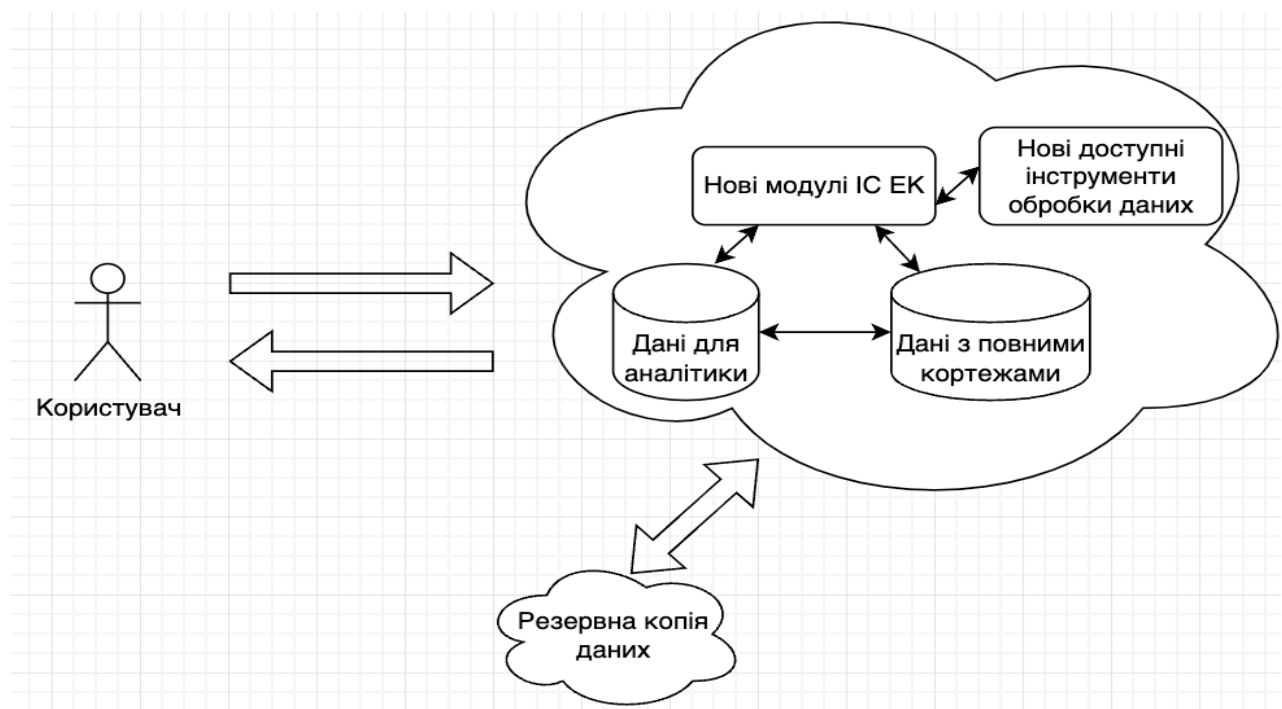 Нові доступні
інструменти
обробки даних
Нові модулі ІС ЕК
Дані для
аналітики
Дані з повними
кортежами
Користувач
Резервна копія
даних